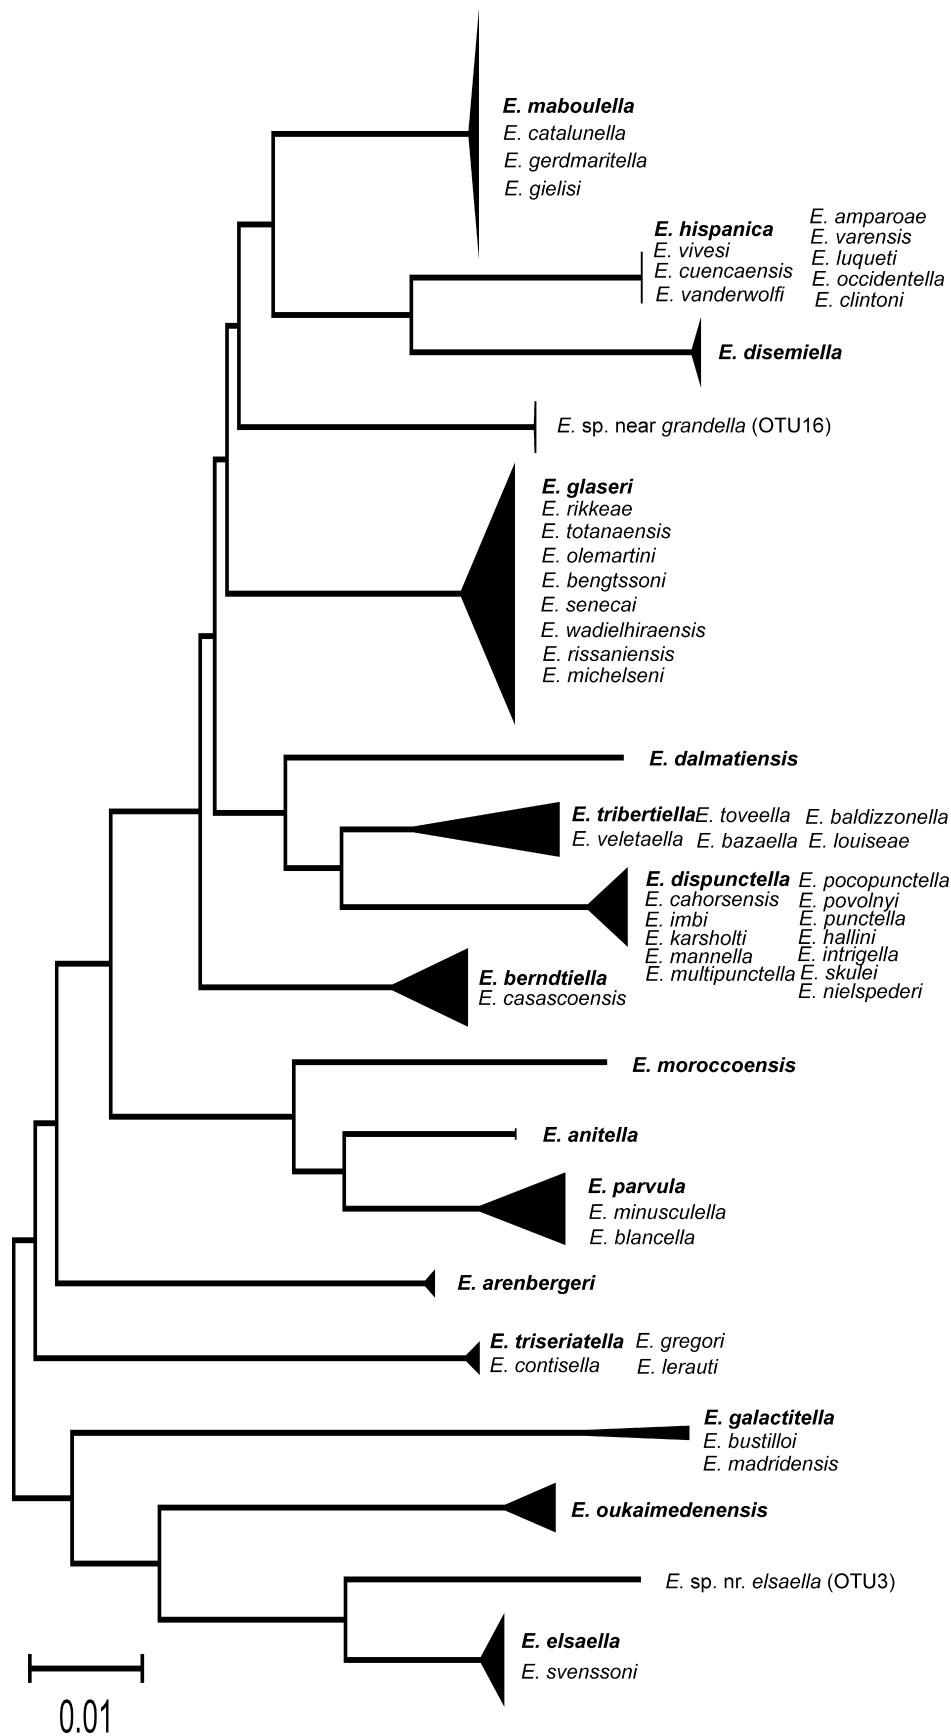 E. maboulella
E. catalunella
E. gerdmaritella
E. gielisi
E. hispanica
E. vivesi
E. cuencaensis
E. vanderwolfi
E. amparoae
E. varensis
E. luqueti
E. occidentella
E. clintoni
E. disemiella
E. sp. near grandella (OTU16)
E. glaseri
E. rikkeae
E. totanaensis
E. olemartini
E. bengtssoni
E. senecai
E. wadielhiraensis
E. rissaniensis
E. michelseni
E. dalmatiensis
E. tribertiella E. toveella E. baldizzonella
E. veletaella E. bazaella E. louiseae
E. dispunctella
E. cahorsensis
E. imbi
E. karsholti
E. mannella
E. multipunctella
E. pocopunctella
E. povolnyi
E. punctella
E. hallini
E. intrigella
E. skulei
E. nielspederi
E. berndtiella
E. casascoensis
E. moroccoensis
E. anitella
E. parvula
E. minusculella
E. blancella
E. arenbergeri
E. triseriatella E. gregori
E. contisella E. lerauti
E. galactitella
E. bustilloi
E. madridensis
E. oukaimedenensis
E. sp. nr. elsaella (OTU3)
E. elsaella
E. svenssoni
0.01